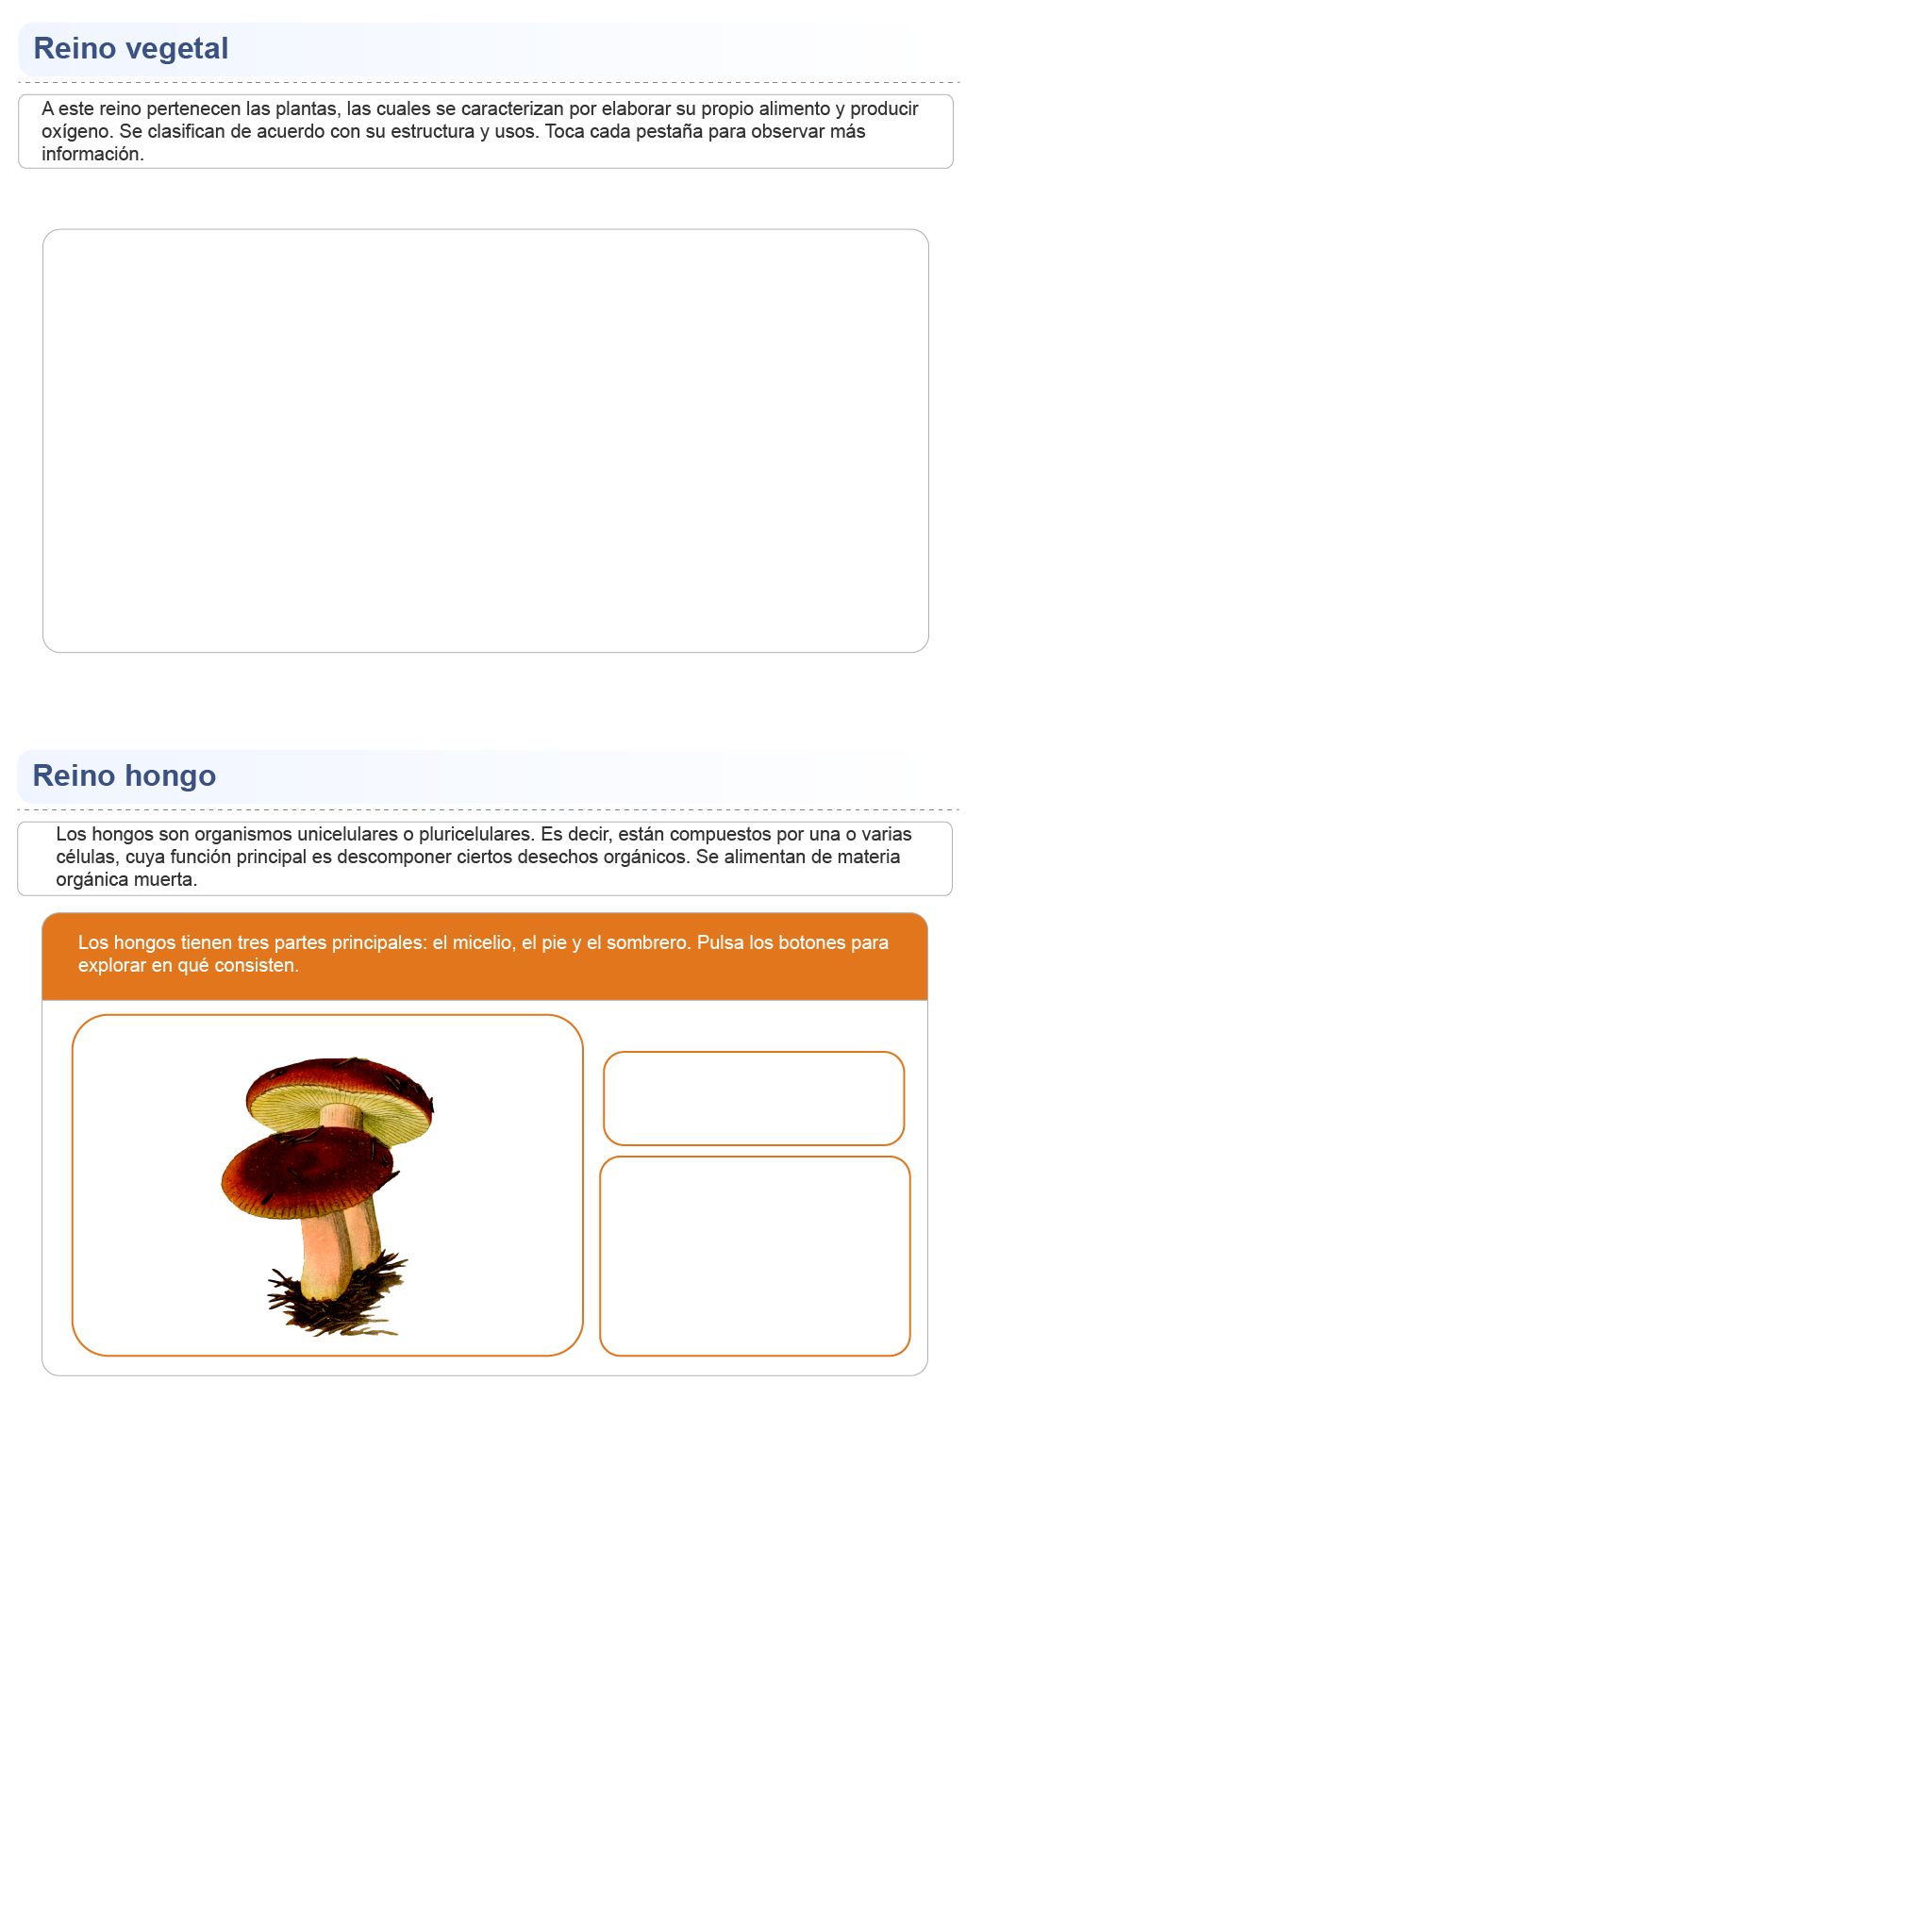 Reino vegetal
A este reino pertenecen las plantas, las cuales se caracterizan por elaborar su propio alimento y producir
oxígeno. Se clasifican de acuerdo con su estructura y usos. Toca cada pestaña para observar más
información.
Reino hongo
Los hongos son organismos unicelulares o pluricelulares. Es decir, están compuestos por una o varias
células, cuya función principal es descomponer ciertos desechos orgánicos. Se alimentan de materia
orgánica muerta.
Los hongos tienen tres partes principales: el micelio, el pie y el sombrero. Pulsa los botones para
explorar en qué consisten.